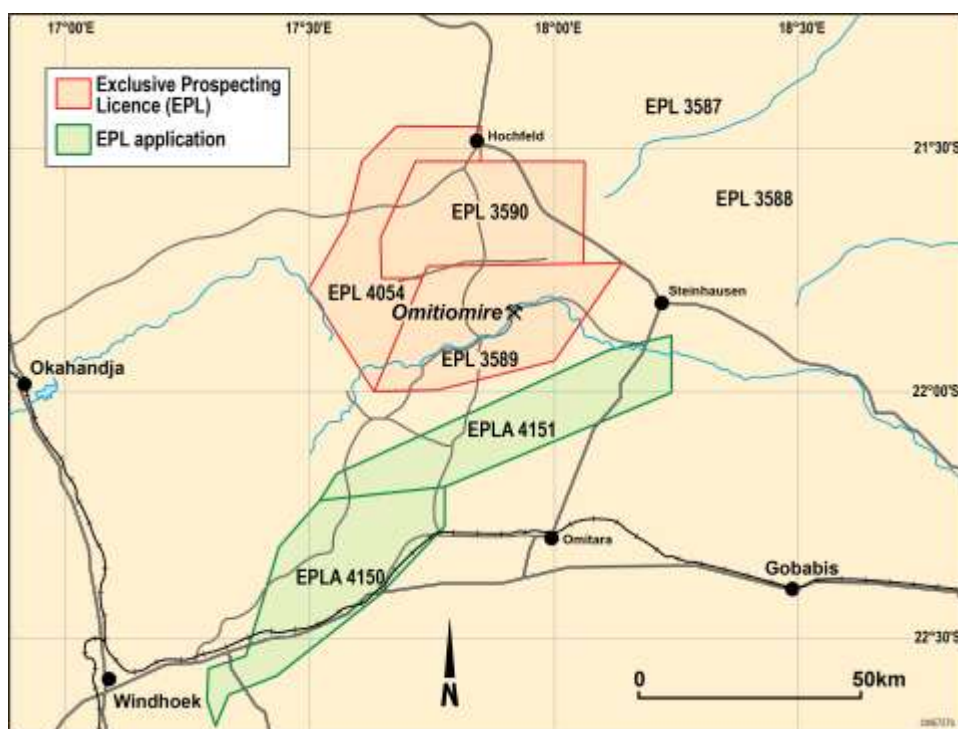 17°00'E
17°30'E
18°00'E
18°30'E
Exclusive Prospecting
Licence (EPL)
EPL application
EPL 3587
Hochfeld
21°30'S
EPL 3588
EPL 3590
EPL 4054
Steinhausen
Omitiomire
EPL 3589
Okahandja
22°00'S
EPLA 4151
Omitara
Gobabis
EPLA 4150
22°30'S
N
0
50km
Windhoek